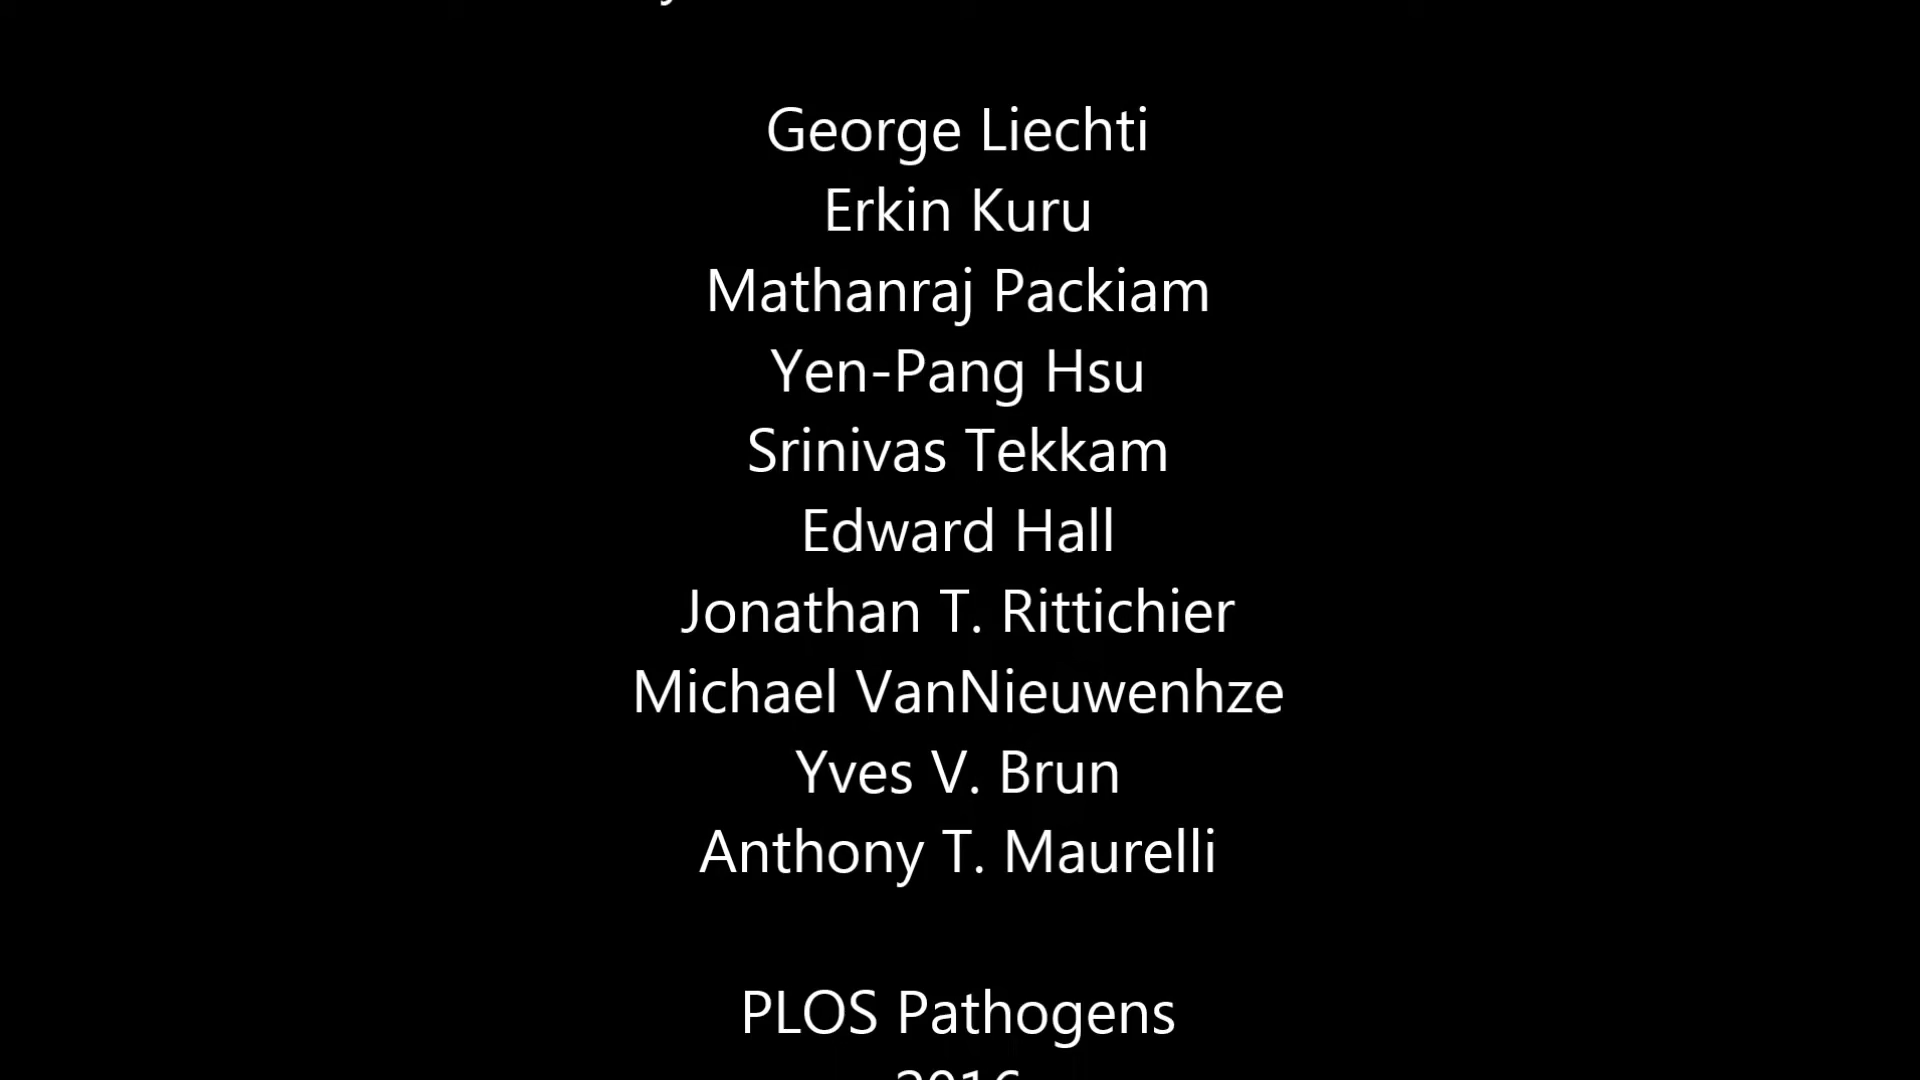 George Liechti
Erkin Kuru
Mathanraj Packiam
Yen-Pang Hsu
Srinivas Tekkam
Edward Hall
Jonathan T. Rittichier
Michael VanNieuwenhze
Yves V. Brun
Anthony T. Maurelli
PLOS Pathogens
2016